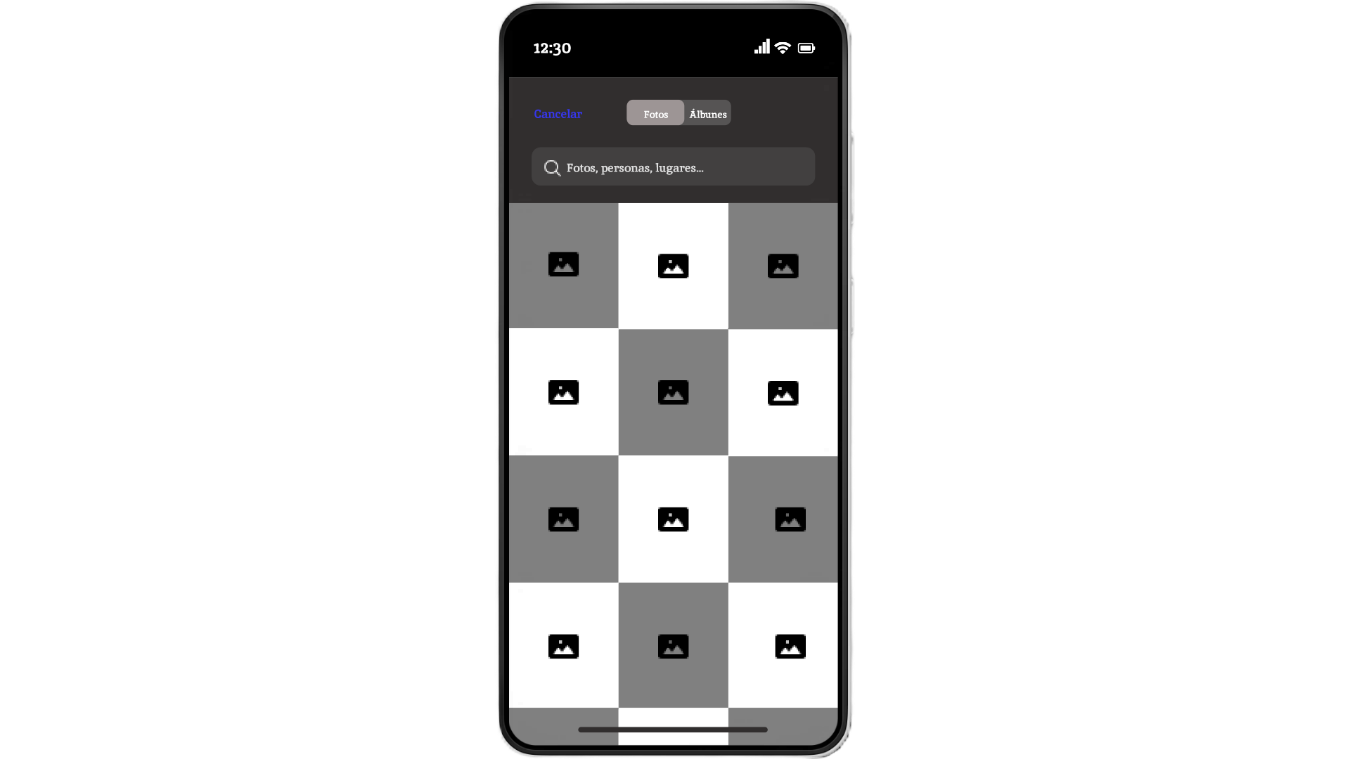 12:30
Cancelar
Fotos
Álbunes
Fotos, personas, lugares...